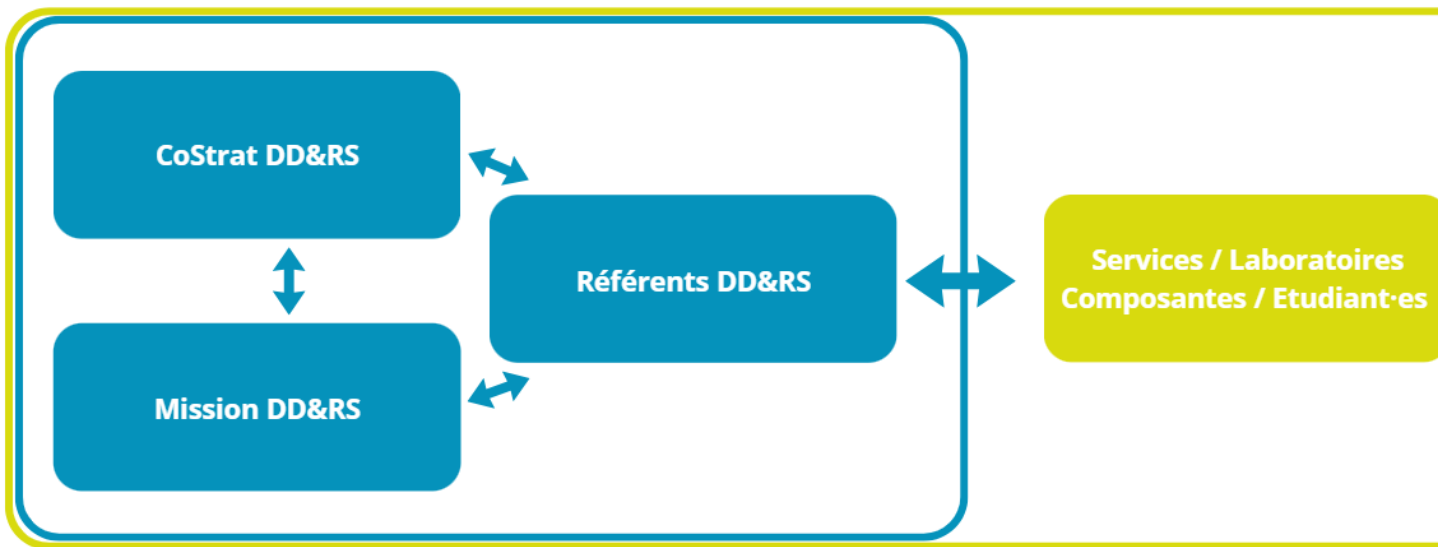 CoStrat DD&RS
Référents DD&RS
Mission DD&RS
Services / Laboratoires
Composantes / Etudiant·es